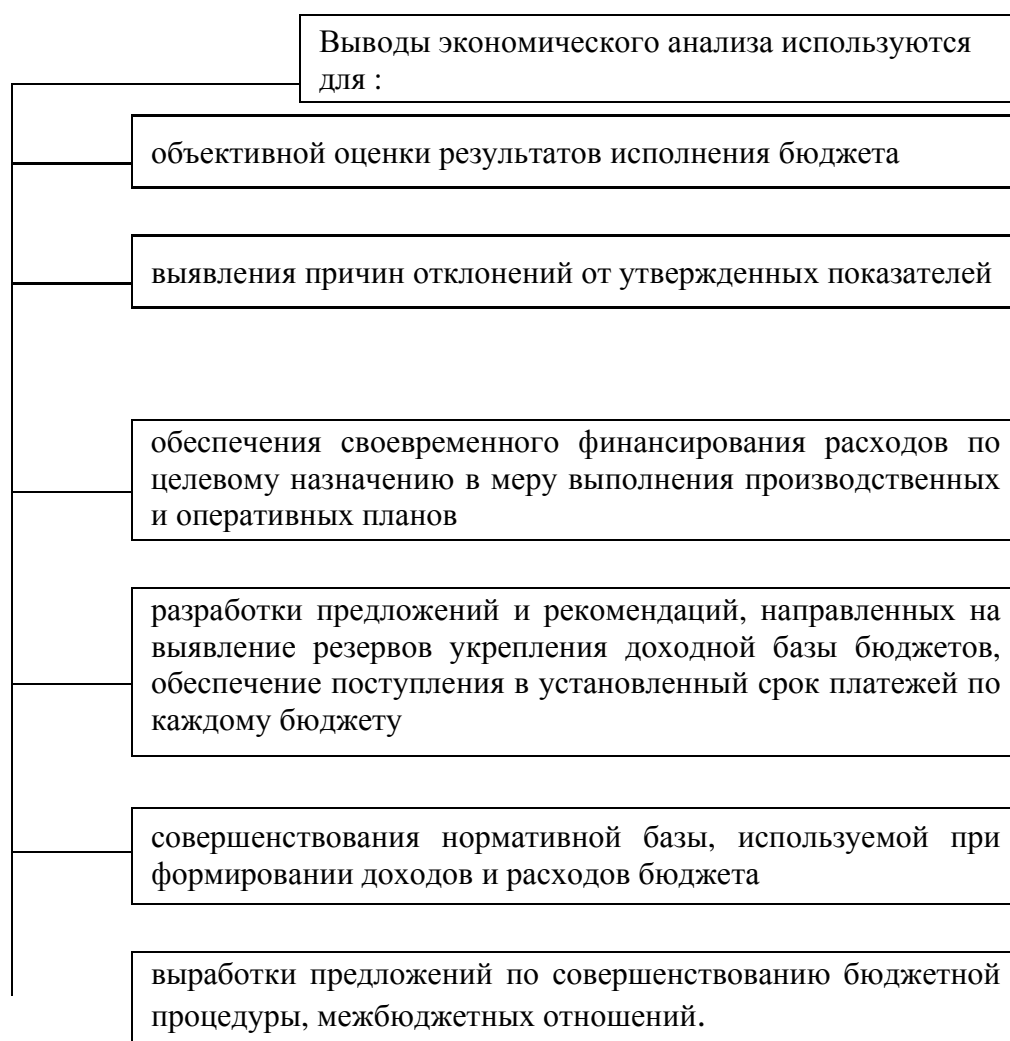 Выводы экономического анализа используются
для :
объективной оценки результатов исполнения бюджета
выявления причин отклонений от утвержденных показателей
обеспечения своевременного финансирования расходов по
целевому назначению в меру выполнения производственных
и оперативных планов
разработки предложений и рекомендаций, направленных на
выявление резервов укрепления доходной базы бюджетов,
обеспечение поступления в установленный срок платежей по
каждому бюджету
совершенствования нормативной базы, используемой при
формировании доходов и расходов бюджета
выработки предложений по совершенствованию бюджетной
процедуры, межбюджетных отношений.